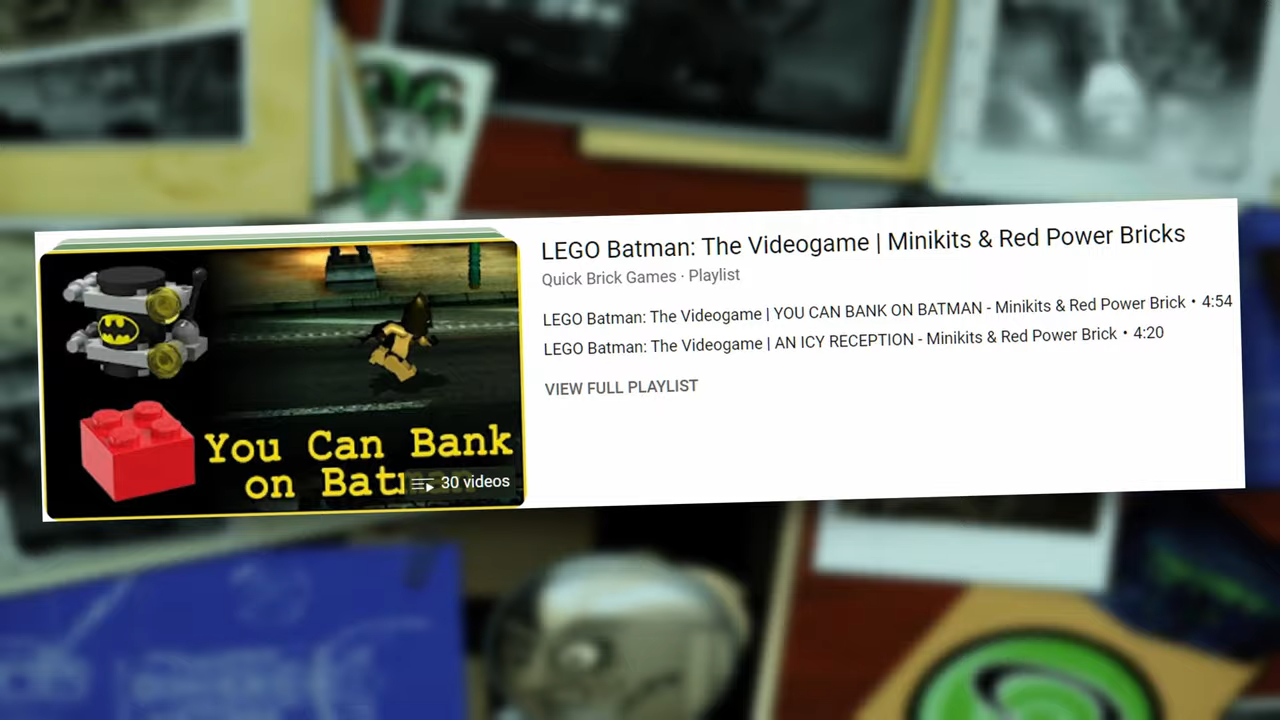 LEGO Batman: The Videogame | Minikits & Red Power Bricks
Quick Brick Games · Playlist
LEGO Batman: The Videogame | YOU CAN BANK ON BATMAN - Minikits & Red Power Brick • 4:54
LEGO Batman: The Videogame | AN ICY RECEPTION - Minikits & Red Power Brick • 4:20
VIEW FULL PLAYLIST
You Can Bank
on Batman
30 videos